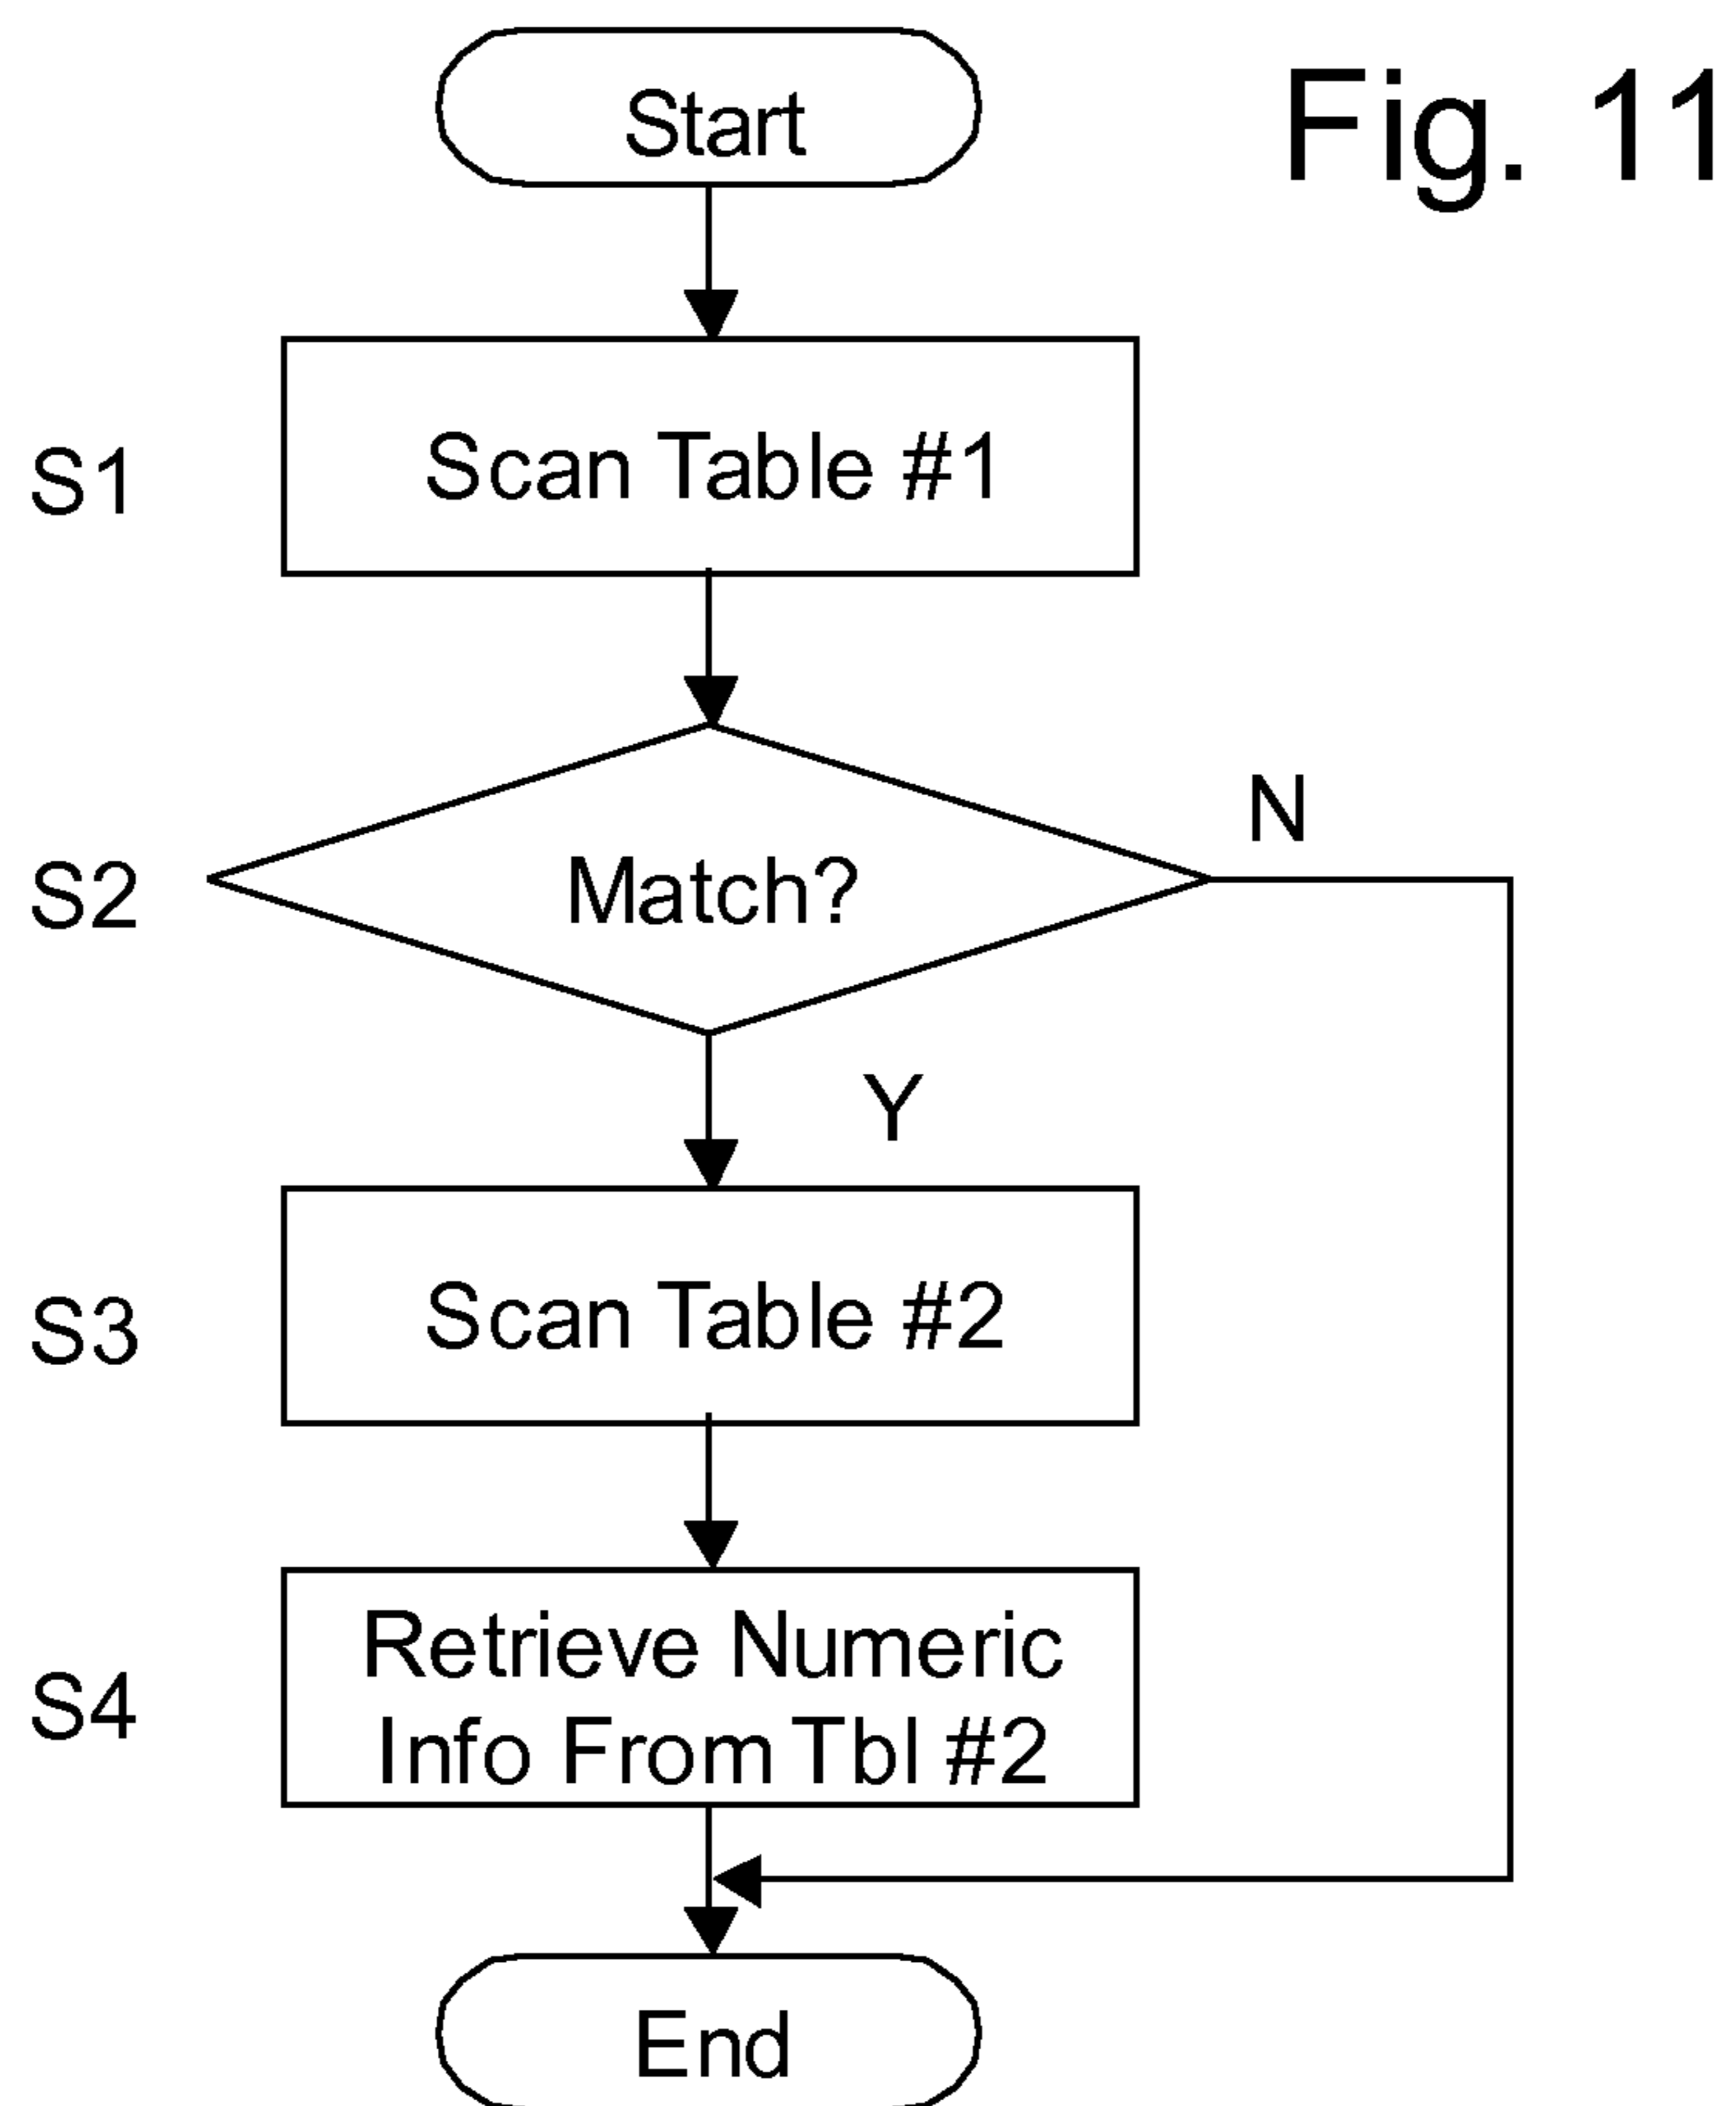 Start
Fig. 11
S1
Scan Table #1
N
S2
Match?
Y
S3
Scan Table #2
S4
Retrieve Numeric
Info From Tbl #2
End